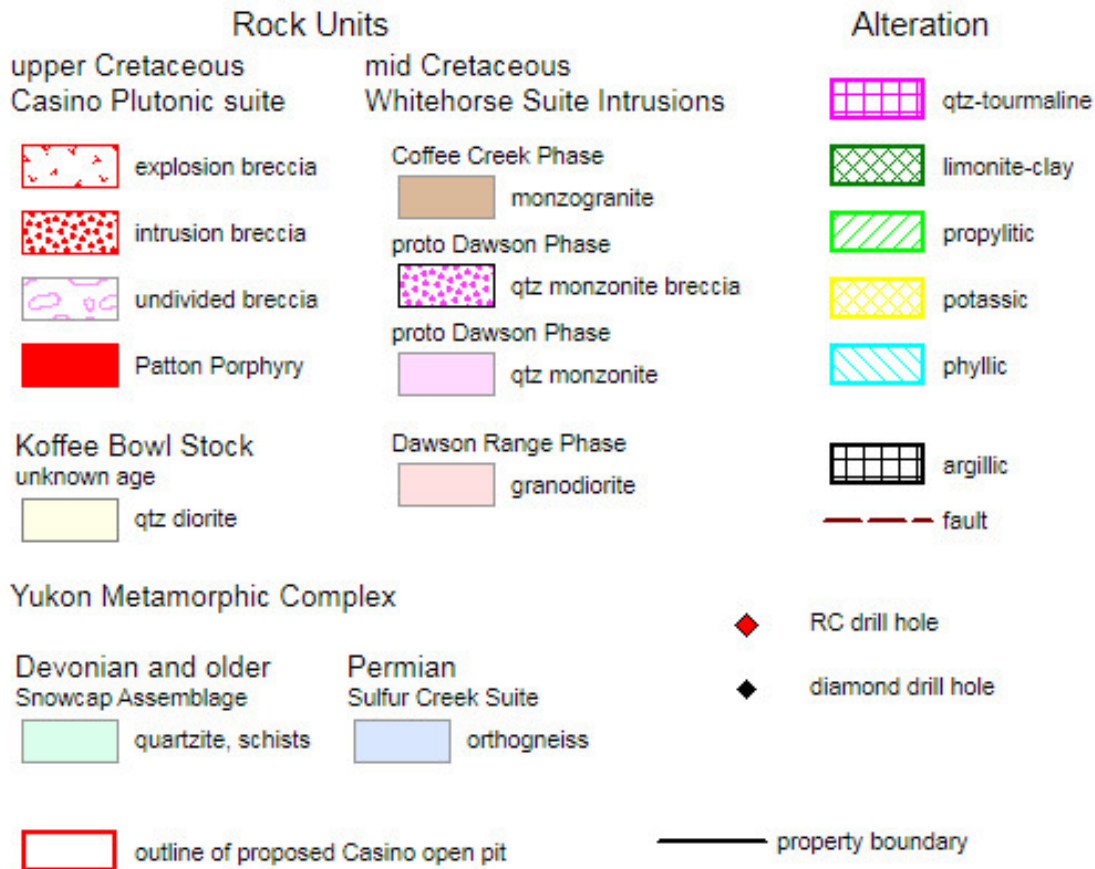 Rock Units
upper Cretaceous
Casino Plutonic suite
explosion breccia
intrusion breccia
undivided breccia
Patton Porphyry
Koffee Bowl Stock
unknown age
qtz diorite
mid Cretaceous
Whitehorse Suite Intrusions
Coffee Creek Phase
monzogranite
proto Dawson Phase
qtz monzonite breccia
proto Dawson Phase
qtz monzonite
Dawson Range Phase
granodiorite
Alteration
qtz-tourmaline
limonite-clay
propylitic
potassic
phyllic
argillic
fault
Yukon Metamorphic Complex
Devonian and older
Snowcap Assemblage
quartzite, schists
Permian
Sulfur Creek Suite
orthogneiss
RC drill hole
diamond drill hole
outline of proposed Casino open pit
property boundary